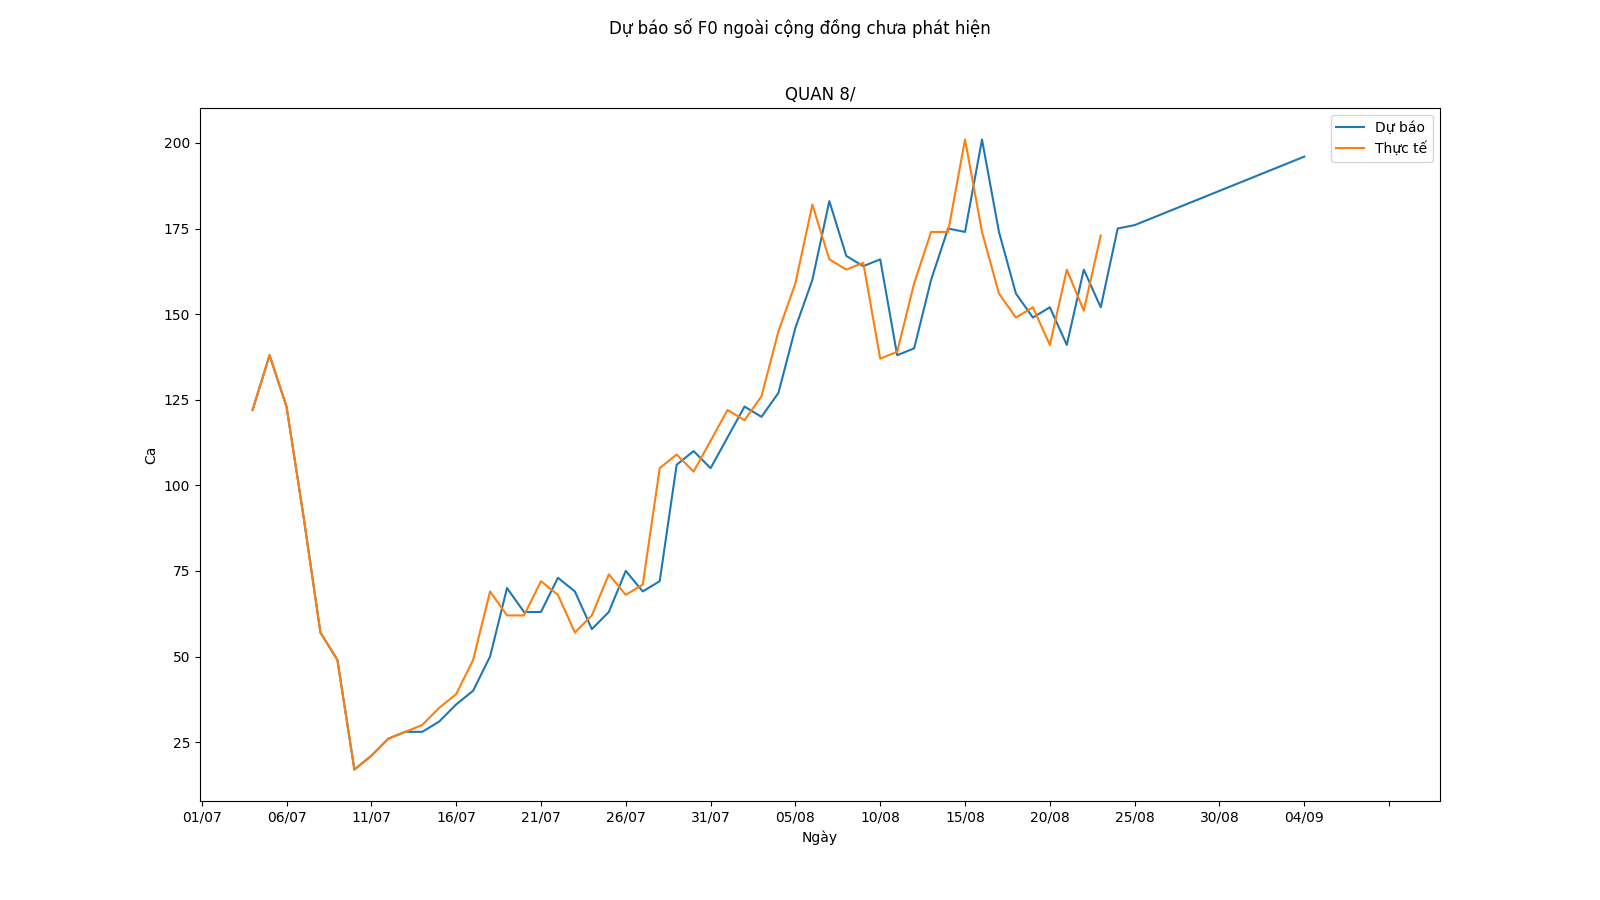 Dự báo số F0 ngoài cộng đồng chưa phát hiện
QUAN 8/
Dự báo
Thực tế
200
175
150
125
100
75
50
25
Ca
01/07 06/07 11/07 16/07 21/07 26/07 31/07 05/08 10/08 15/08 20/08 25/08 30/08 04/09
Ngày